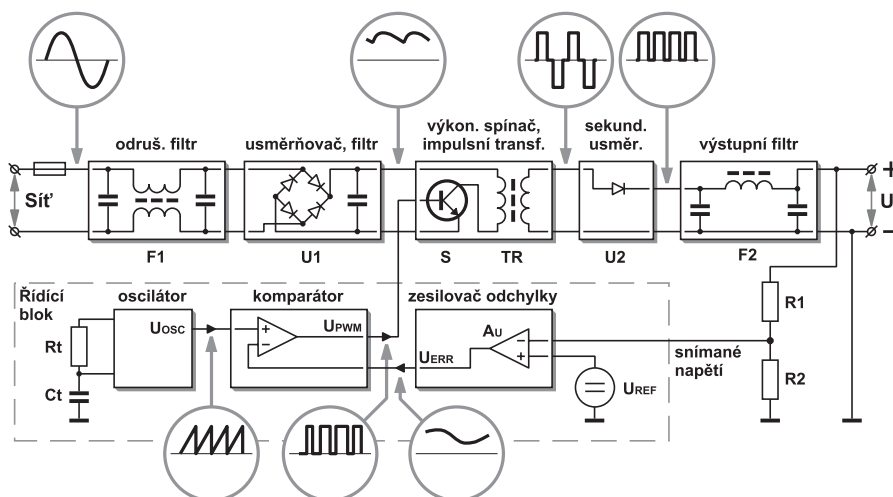 odruš. filtr
usměrňovač, filtr
výkon. spínač,
impulsní transf.
sekund.
usměr.
výstupní filtr
Síť
+
U
−
F1
U1
S
TR
U2
F2
Řídící
blok
oscilátor
komparátor
zesilovač odchylky
Rt
Ct
UOSC
+
−
UPWM
UERR
AU
−
+
UREF
snímané
napětí
R1
R2